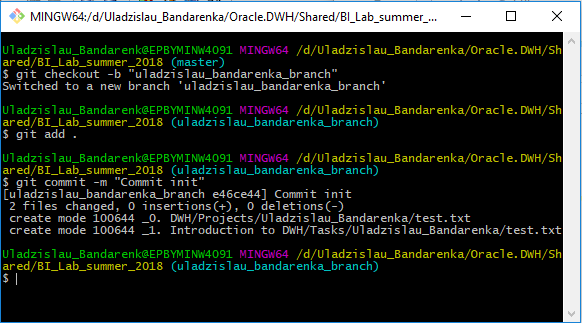 MINGW64:/d/Uladzislau_Bandarenka/Oracle.DWH/Shared/BI_Lab_summer_...
Uladzislau_Bandarenk@EPBYMINW4091 MINGW64 /d/Uladzislau_Bandarenka/Oracle.DWH/Sh
ared/BI_Lab_summer_2018 (master)
$ git checkout -b "uladzislau_bandarenka_branch"
Switched to a new branch 'uladzislau_bandarenka_branch'
Uladzislau_Bandarenk@EPBYMINW4091 MINGW64 /d/Uladzislau_Bandarenka/Oracle.DWH/Sh
ared/BI_Lab_summer_2018 (uladzislau_bandarenka_branch)
$ git add .
Uladzislau_Bandarenk@EPBYMINW4091 MINGW64 /d/Uladzislau_Bandarenka/Oracle.DWH/Sh
ared/BI_Lab_summer_2018 (uladzislau_bandarenka_branch)
$ git commit -m "Commit init"
[uladzislau_bandarenka_branch e46ce44] Commit init
2 files changed, 0 insertions(+), 0 deletions(-)
create mode 100644 _0. DWH/Projects/Uladzislau_Bandarenka/test.txt
create mode 100644 _1. Introduction to DWH/Tasks/Uladzislau_Bandarenka/test.txt
Uladzislau_Bandarenk@EPBYMINW4091 MINGW64 /d/Uladzislau_Bandarenka/Oracle.DWH/Sh
ared/BI_Lab_summer_2018 (uladzislau_bandarenka_branch)
$